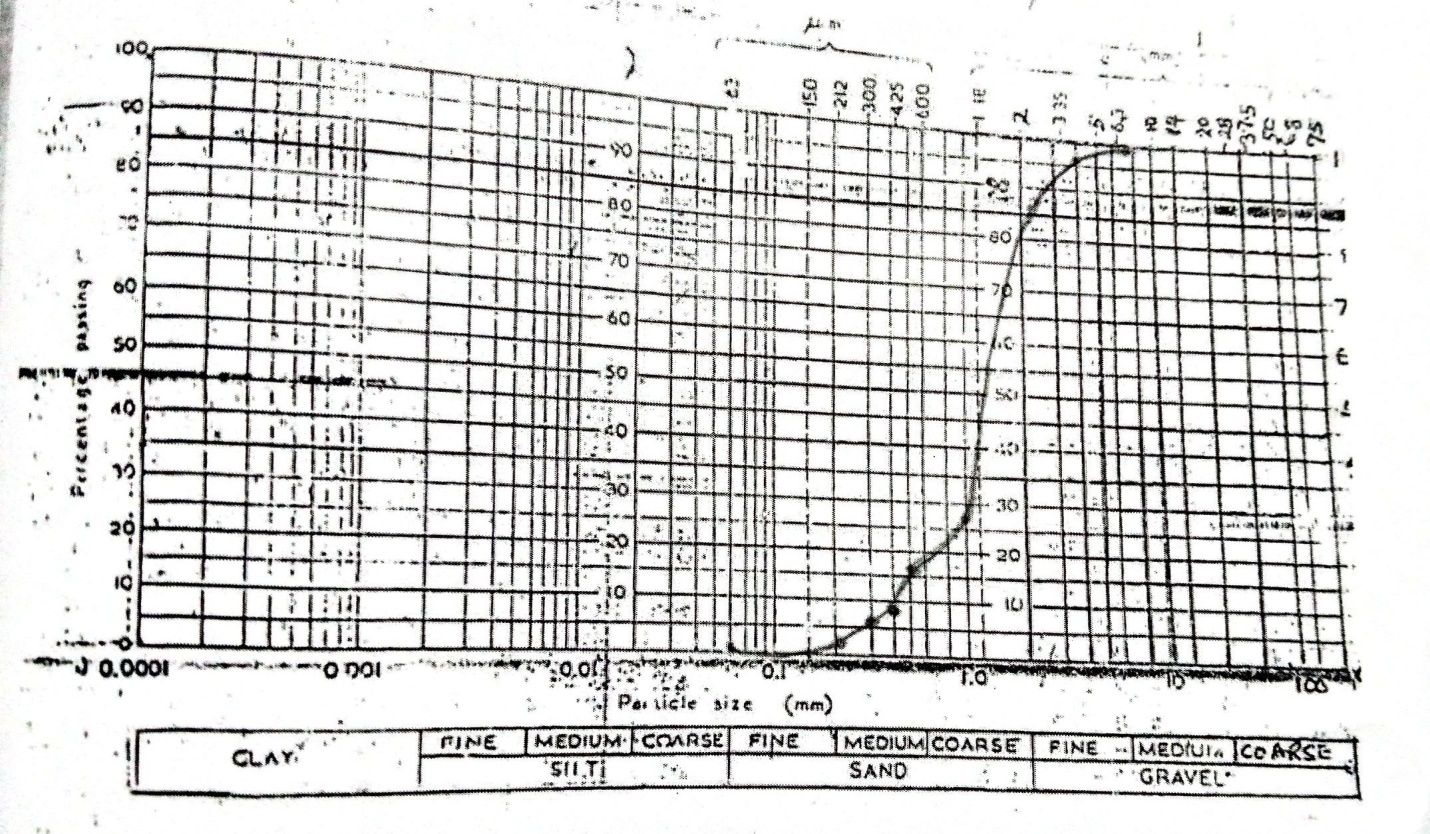 μm
(mm)
63 150 212 300 425 600 1.18 2 3.35 5 6.3 10 14 20 28 37.5 50 75
100
90 90
80 80 80
70 70 70
60 60
50 50 50
40 40 40
30 30 30
20 20 20
10 10 10
0
Percentage passing
0.0001 0.001 0.01 0.1 1.0 10 100
Particle size (mm)
CLAY FINE MEDIUM COARSE FINE MEDIUM COARSE FINE MEDIUM COARSE
SILT SAND GRAVEL